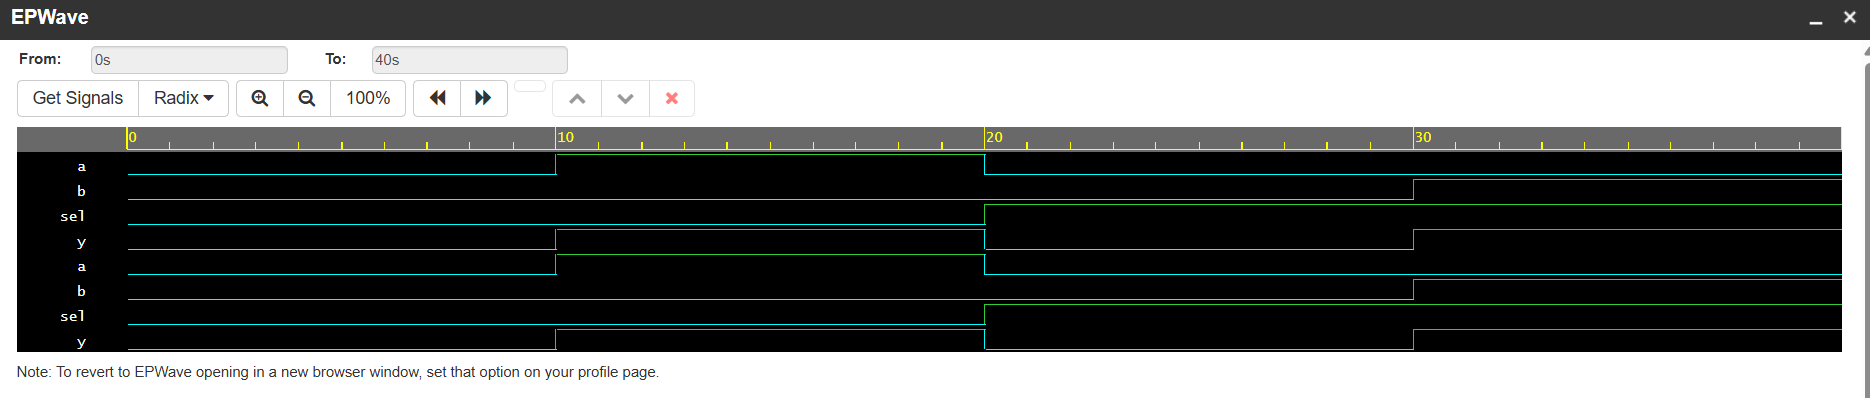 EPWave
From: 0s To: 40s
Get Signals Radix 100%
0 10 20 30
a
b
sel
y
a
b
sel
y
Note: To revert to EPWave opening in a new browser window, set that option on your profile page.